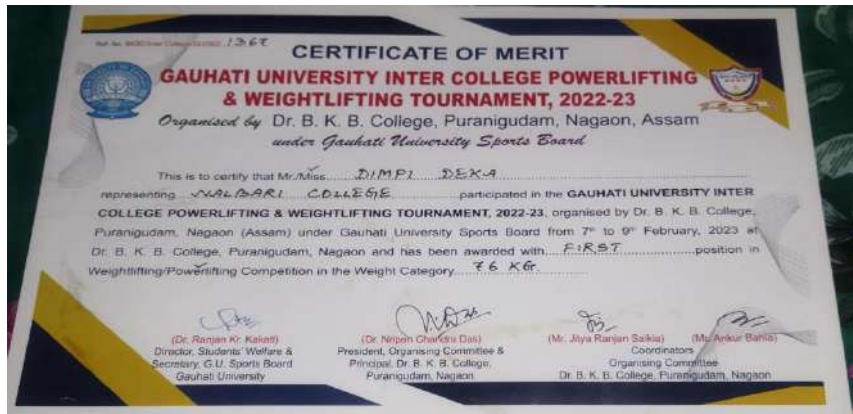 1367
CERTIFICATE OF MERIT
GAUHATI UNIVERSITY INTER COLLEGE POWERLIFTING
& WEIGHTLIFTING TOURNAMENT, 2022-23
Organised by Dr. B. K. B. College, Puranigudam, Nagaon, Assam
under Gauhati University Sports Board
This is to certify that Mr./Miss DIMPI DEKA
representing NALBARI COLLEGE participated in the GAUHATI UNIVERSITY INTER
COLLEGE POWERLIFTING & WEIGHTLIFTING TOURNAMENT, 2022-23, organised by Dr. B. K. B. College,
Puranigudam, Nagaon (Assam) under Gauhati University Sports Board from 7th to 9th February, 2023 at
Dr. B. K. B. College, Puranigudam, Nagaon and has been awarded with FIRST position in
Weightlifting/Powerlifting Competition in the Weight Category 76 KG.
(Dr. Ranjan Kr. Kakati)
Director, Students' Welfare &
Secretary, G.U. Sports Board
Gauhati University
(Dr. Nripen Chandra Das)
President, Organising Committee &
Principal, Dr. B. K. B. College,
Puranigudam, Nagaon
(Mr. Jiya Ranjan Saikia) (Mr. Ankur Bania)
Coordinators
Organising Committee
Dr. B. K. B. College, Puranigudam, Nagaon